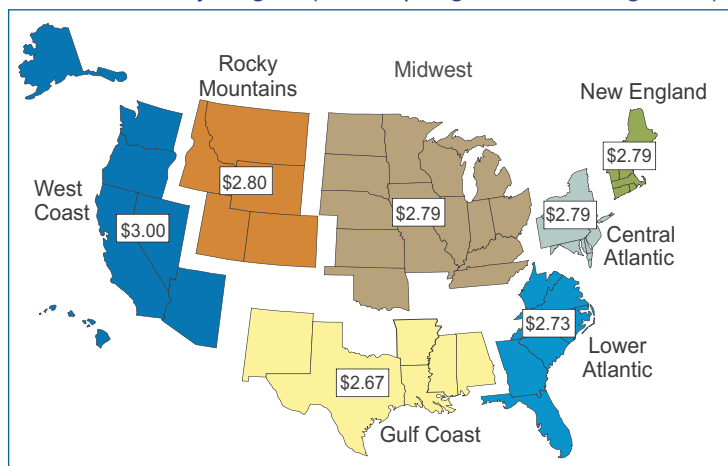 Rocky
Mountains
Midwest
New England
$2.79
$2.80
West
Coast
$3.00
$2.79
$2.79
Central
Atlantic
$2.73
Lower
Atlantic
$2.67
Gulf Coast